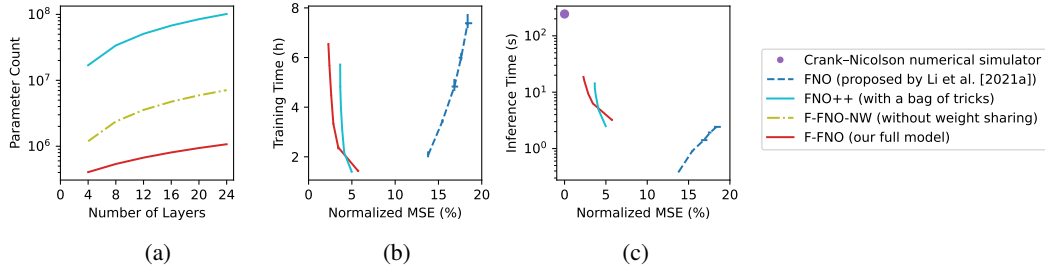 10^8
10^7
10^6
Parameter Count
0 4 8 12 16 20 24
Number of Layers
(a)
8
6
4
2
Training Time (h)
0 5 10 15 20
Normalized MSE (%)
(b)
10^2
10^1
10^0
Inference Time (s)
0 5 10 15 20
Normalized MSE (%)
(c)
Crank–Nicolson numerical simulator
FNO (proposed by Li et al. [2021a])
FNO++ (with a bag of tricks)
F-FNO-NW (without weight sharing)
F-FNO (our full model)